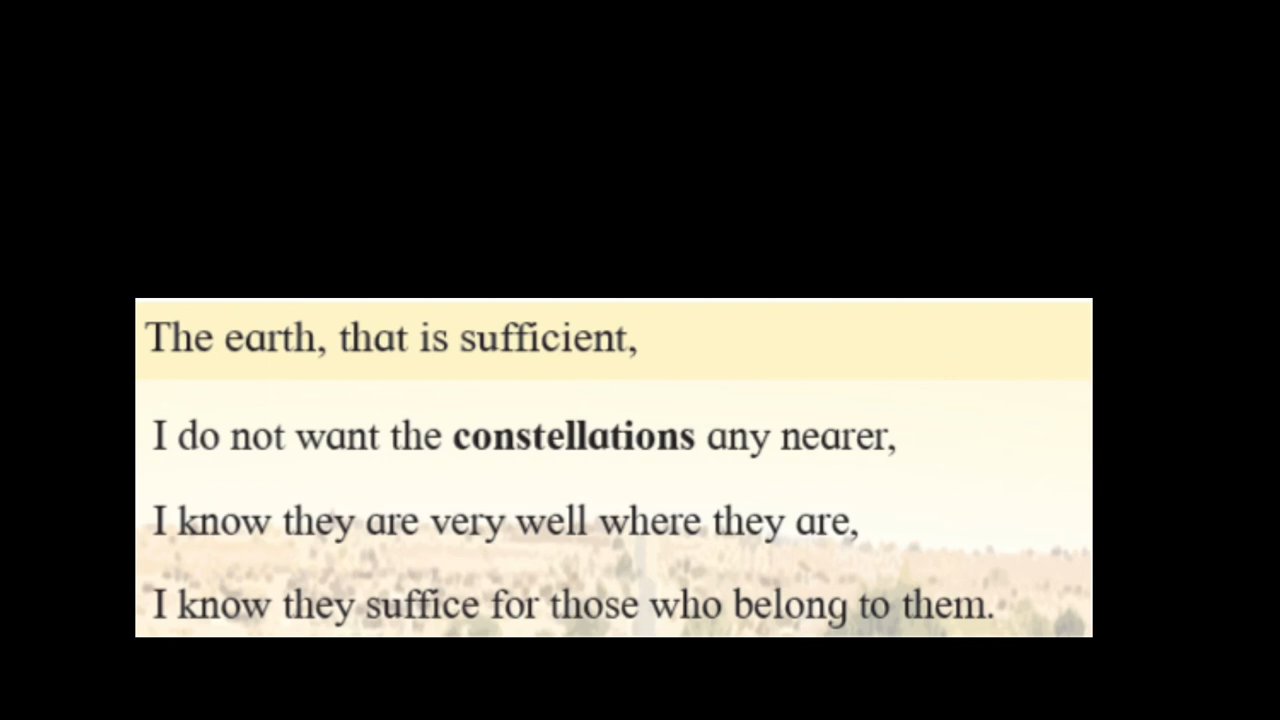 The earth, that is sufficient,
I do not want the constellations any nearer,
I know they are very well where they are,
I know they suffice for those who belong to them.